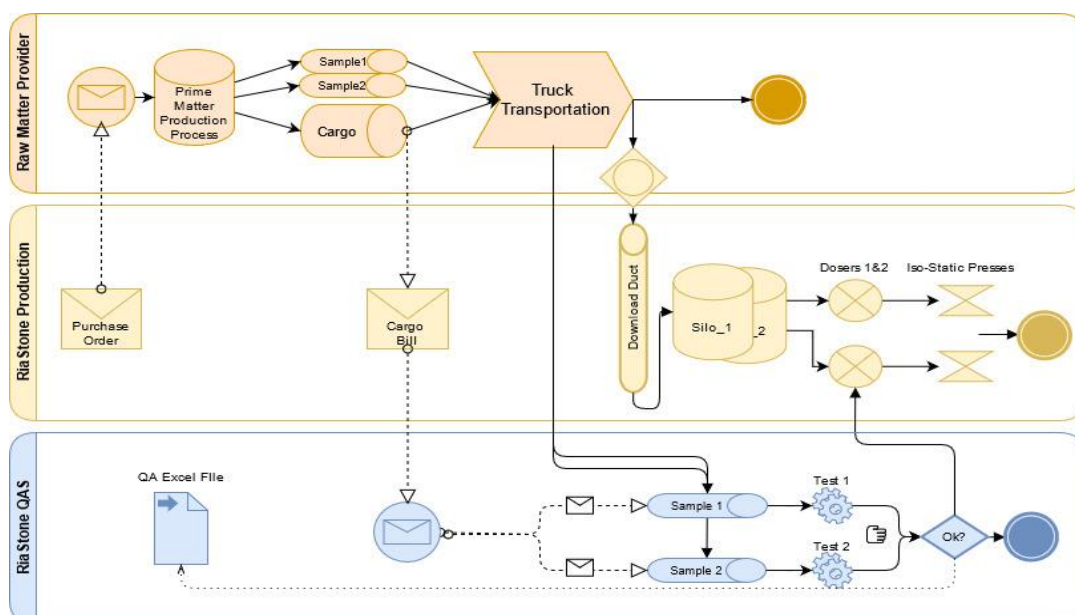 Raw Matter Provider
Prime
Matter
Production
Process
Sample1
Sample2
Cargo
Truck
Transportation
RiaStone Production
Purchase
Order
Cargo
Bill
Download Duct
Silo_1
_2
Dosers 1&2
Iso-Static Presses
RiaStone QAS
QA Excel FIle
Sample 1
Sample 2
Test 1
Test 2
Ok?